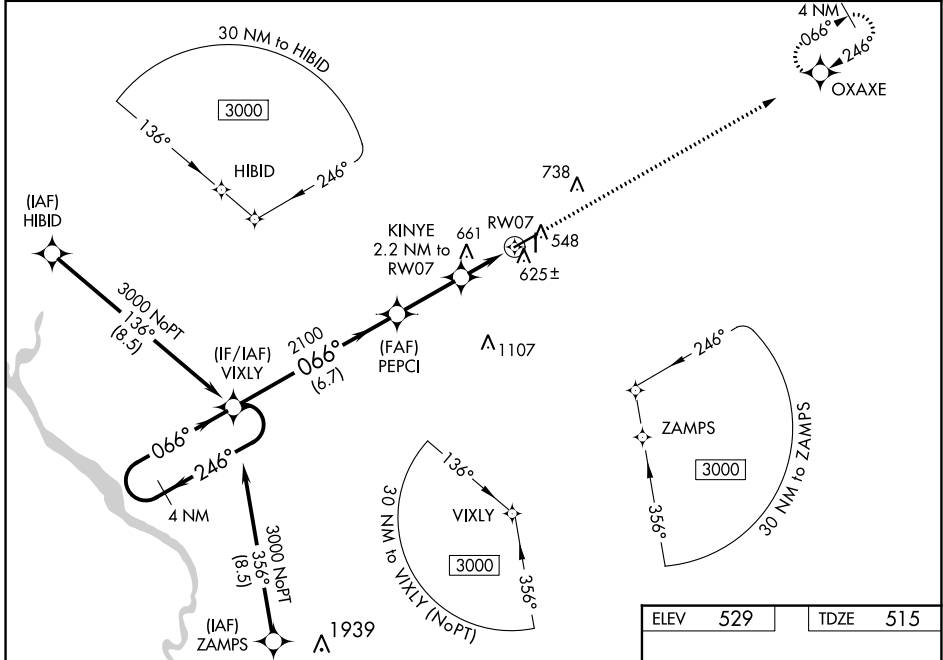 4 NM
066°
246°
OXAXE
30 NM to HIBID
3000
136°
HIBID
246°
738
(IAF)
HIBID
KINYE
2.2 NM to
RW07
661
RW07
548
625±
3000 NoPT
136°
(8.5)
(IF/IAF)
VIXLY
2100
066°
(6.7)
(FAF)
PEPCI
1107
246°
ZAMPS
3000
356°
30 NM to ZAMPS
066°
246°
4 NM
136°
VIXLY
3000
356°
30 NM to VIXLY (NoPT)
3000 NoPT
356°
(8.5)
(IAF)
ZAMPS
1939
ELEV 529
TDZE 515